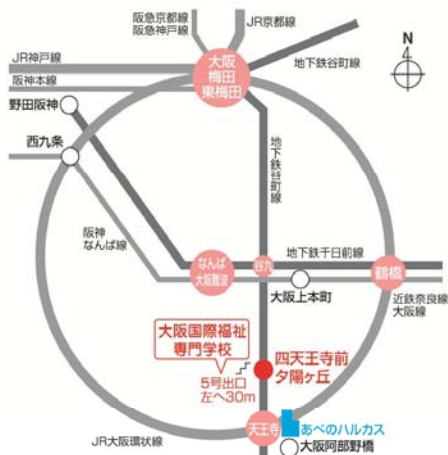 阪急京都線
阪急神戸線
JR京都線
N
JR神戸線
阪神本線
大阪
梅田
東梅田
地下鉄谷町線
野田阪神
西九条
地下鉄谷町線
阪神
なんば線
地下鉄千日前線
なんば
大阪難波
谷九
鶴橋
大阪上本町
近鉄奈良線
大阪線
大阪国際福祉
専門学校
四天王寺前
夕陽ヶ丘
5号出口
左へ30m
天王寺
あべのハルカス
JR大阪環状線
大阪阿部野橋